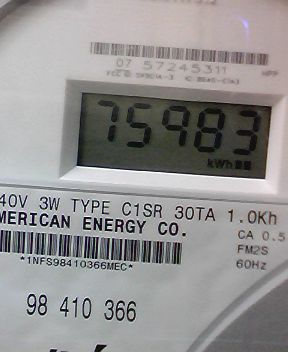 07 57245311
75983
kWh
40V 3W TYPE C1SR 30TA 1.0Kh
MERICAN ENERGY CO.
CA 0.5
FM2S
*1NFS98410366MEC*
60Hz
98 410 366